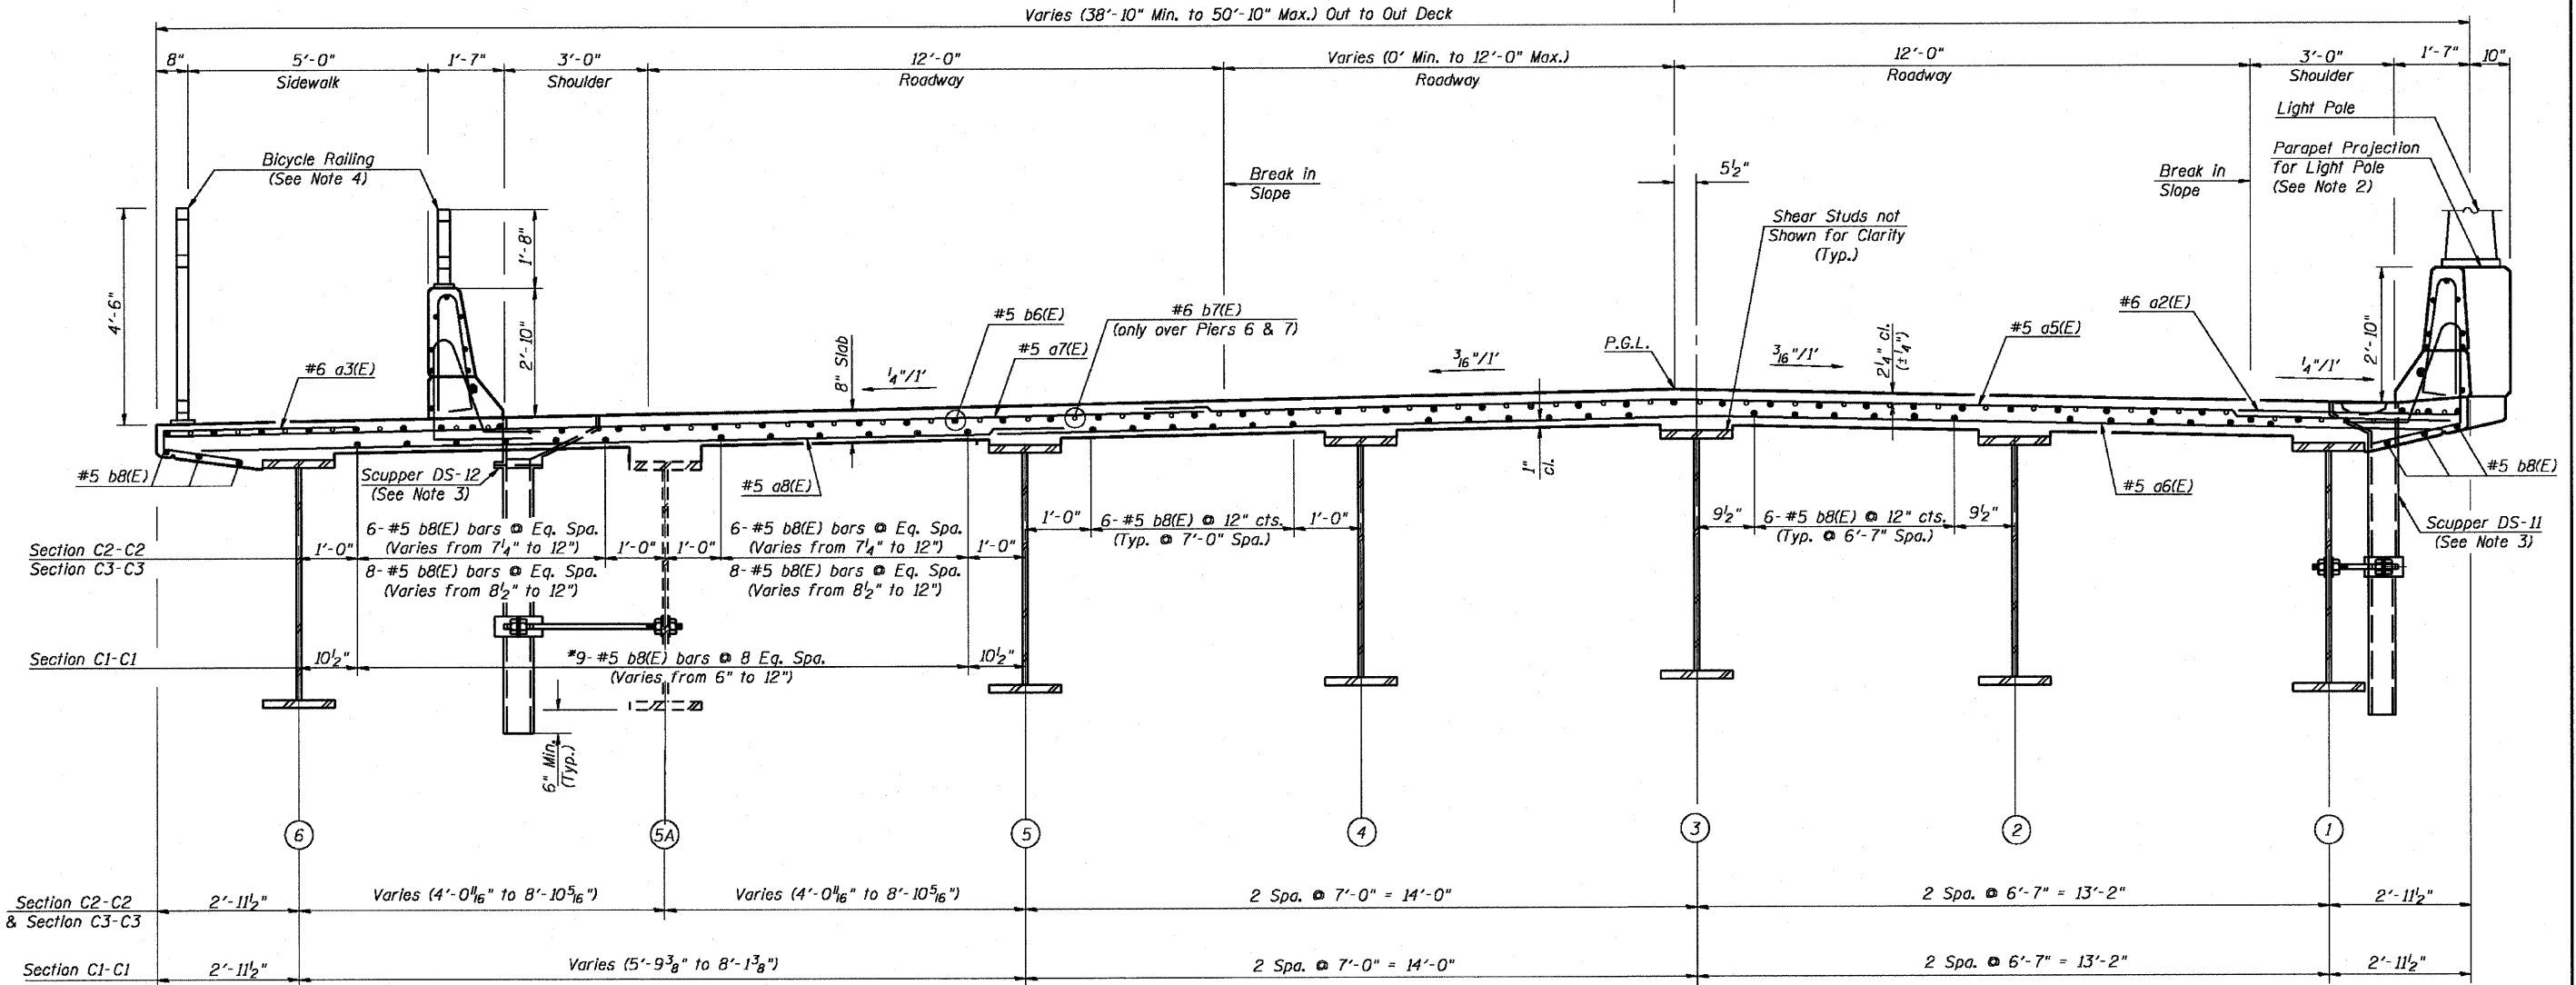 Varies (38'-10" Min. to 50'-10" Max.) Out to Out Deck
8" 5'-0" 1'-7" 3'-0" 12'-0" Varies (0' Min. to 12'-0" Max.) 12'-0" 3'-0" 1'-7" 10"
Sidewalk Shoulder Roadway Roadway Roadway Shoulder
Light Pole
Bicycle Railing
(See Note 4)
Break in
Slope
5½"
Break in
Slope
Parapet Projection
for Light Pole
(See Note 2)
Shear Studs not
Shown for Clarity
(Typ.)
4'-6"
1'-8"
2'-10"
#6 a3(E)
8" Slab
¼"/1'
#5 b6(E)
#5 a7(E)
#6 b7(E)
(only over Piers 6 & 7)
3/16"/1'
P.G.L.
3/16"/1'
2¼" cl.
(±¼")
#5 a5(E)
#6 a2(E)
¼"/1'
2'-10"
#5 b8(E)
Scupper DS-12
(See Note 3)
#5 a8(E)
1"
cl.
#5 a6(E)
#5 b8(E)
Scupper DS-11
(See Note 3)
Section C2-C2
Section C3-C3
1'-0"
6-#5 b8(E) bars @ Eq. Spa.
(Varies from 7¼" to 12")
8-#5 b8(E) bars @ Eq. Spa.
(Varies from 8½" to 12")
1'-0" 1'-0"
6-#5 b8(E) bars @ Eq. Spa.
(Varies from 7¼" to 12")
8-#5 b8(E) bars @ Eq. Spa.
(Varies from 8½" to 12")
1'-0"
1'-0" 6-#5 b8(E) @ 12" cts. 1'-0"
(Typ. @ 7'-0" Spa.)
9½" 6-#5 b8(E) @ 12" cts. 9½"
(Typ. @ 6'-7" Spa.)
Section C1-C1 10½" *9-#5 b8(E) bars @ 8 Eq. Spa. 10½"
(Varies from 6" to 12")
6" Min.
(Typ.)
6 5A 5 4 3 2 1
Section C2-C2
& Section C3-C3
2'-11½" Varies (4'-0 11/16" to 8'-10 5/16") Varies (4'-0 11/16" to 8'-10 5/16") 2 Spa. @ 7'-0" = 14'-0" 2 Spa. @ 6'-7" = 13'-2" 2'-11½"
Section C1-C1 2'-11½" Varies (5'-9 3/8" to 8'-1 3/8") 2 Spa. @ 7'-0" = 14'-0" 2 Spa. @ 6'-7" = 13'-2" 2'-11½"